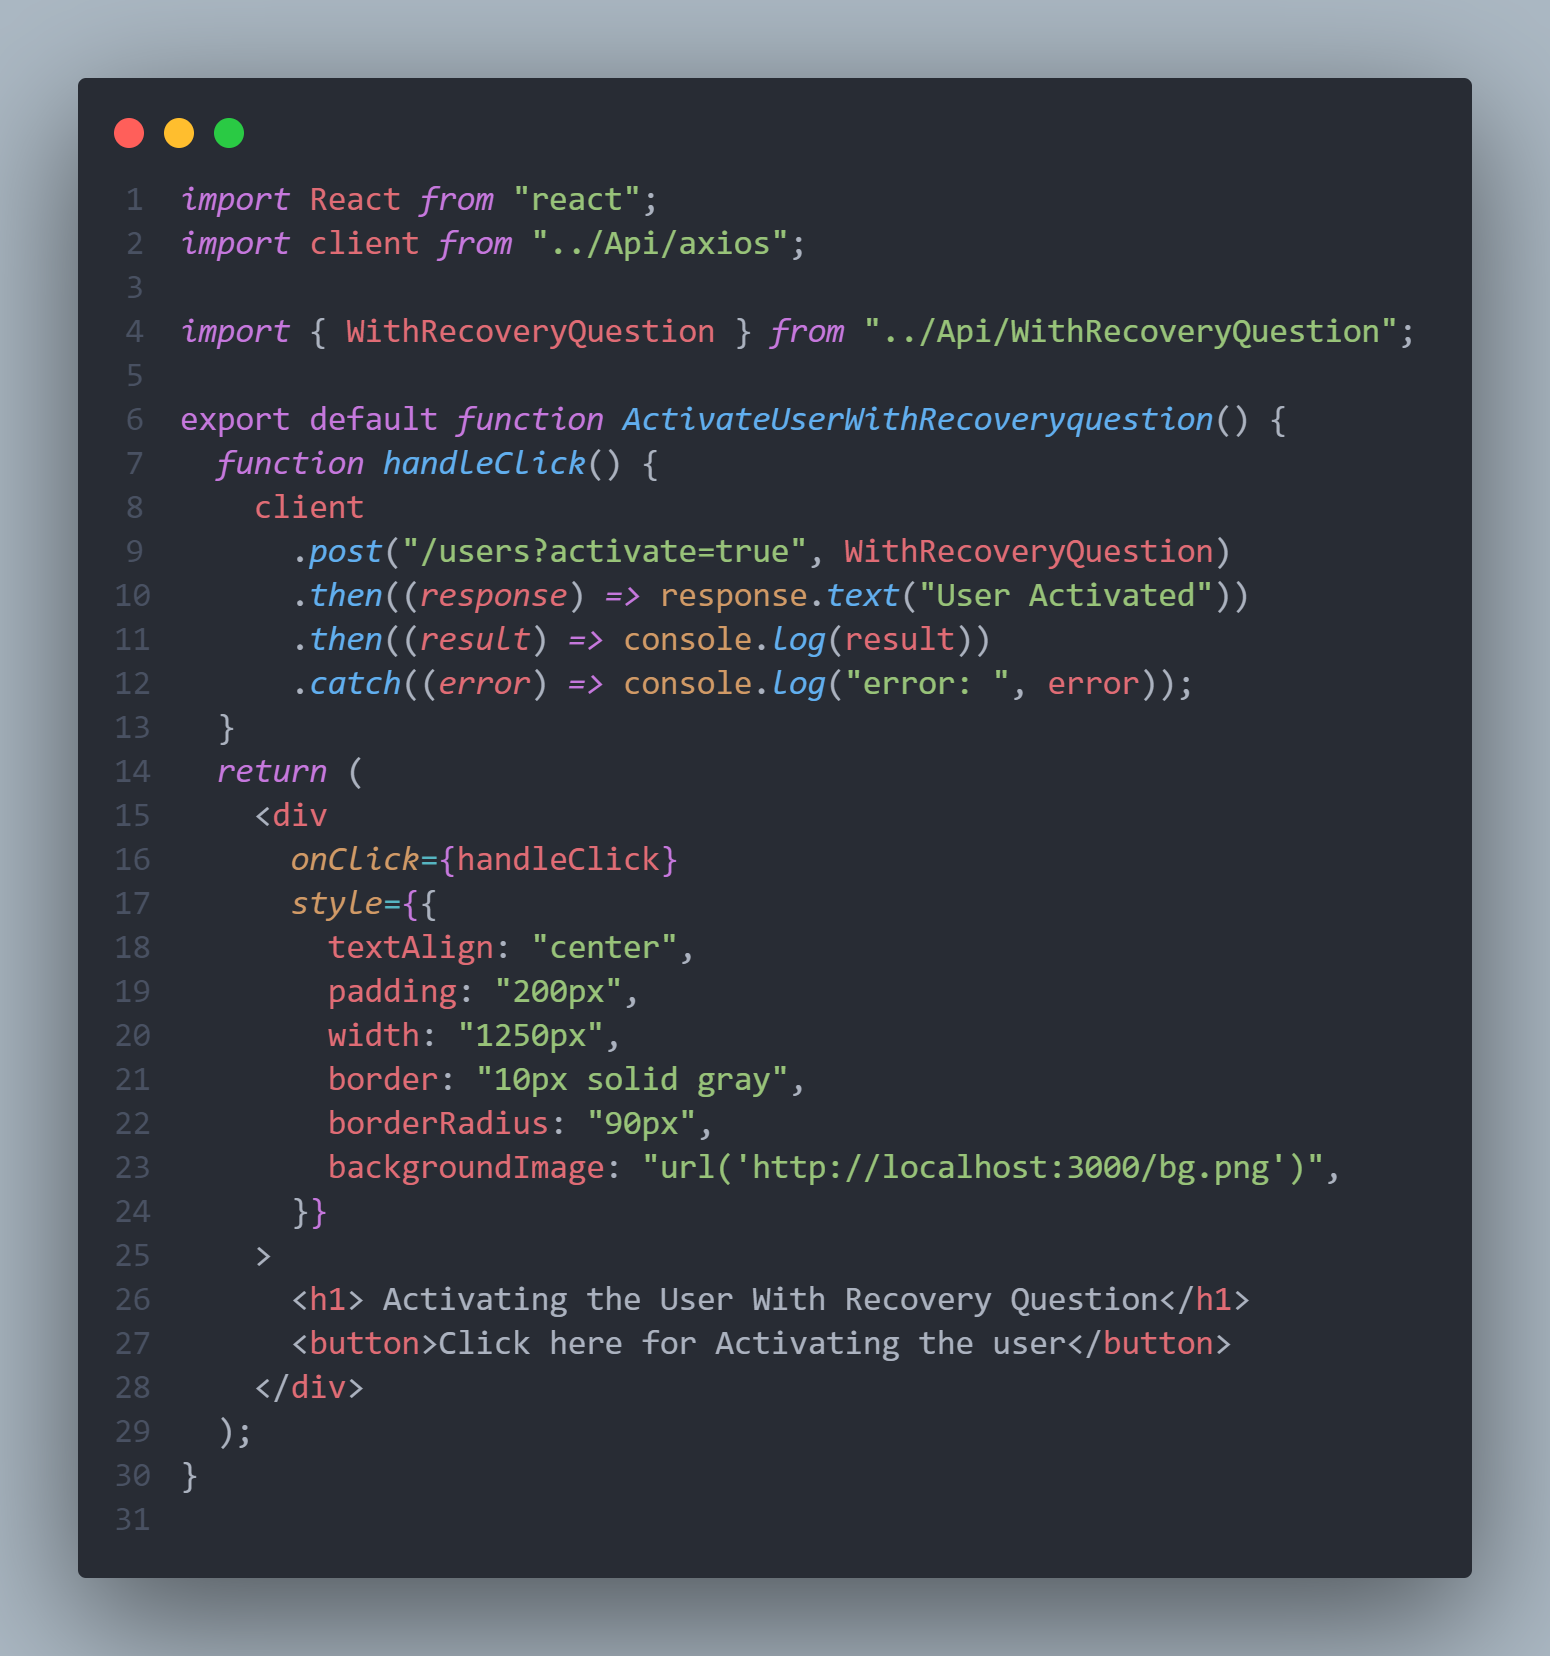 1 import React from "react";
2 import client from "../Api/axios";
3
4 import { WithRecoveryQuestion } from "../Api/WithRecoveryQuestion";
5
6 export default function ActivateUserWithRecoveryquestion() {
7   function handleClick() {
8     client
9       .post("/users?activate=true", WithRecoveryQuestion)
10       .then((response) => response.text("User Activated"))
11       .then((result) => console.log(result))
12       .catch((error) => console.log("error: ", error));
13   }
14   return (
15     <div
16       onClick={handleClick}
17       style={{
18         textAlign: "center",
19         padding: "200px",
20         width: "1250px",
21         border: "10px solid gray",
22         borderRadius: "90px",
23         backgroundImage: "url('http://localhost:3000/bg.png')",
24       }}
25     >
26       <h1> Activating the User With Recovery Question</h1>
27       <button>Click here for Activating the user</button>
28     </div>
29   );
30 }
31